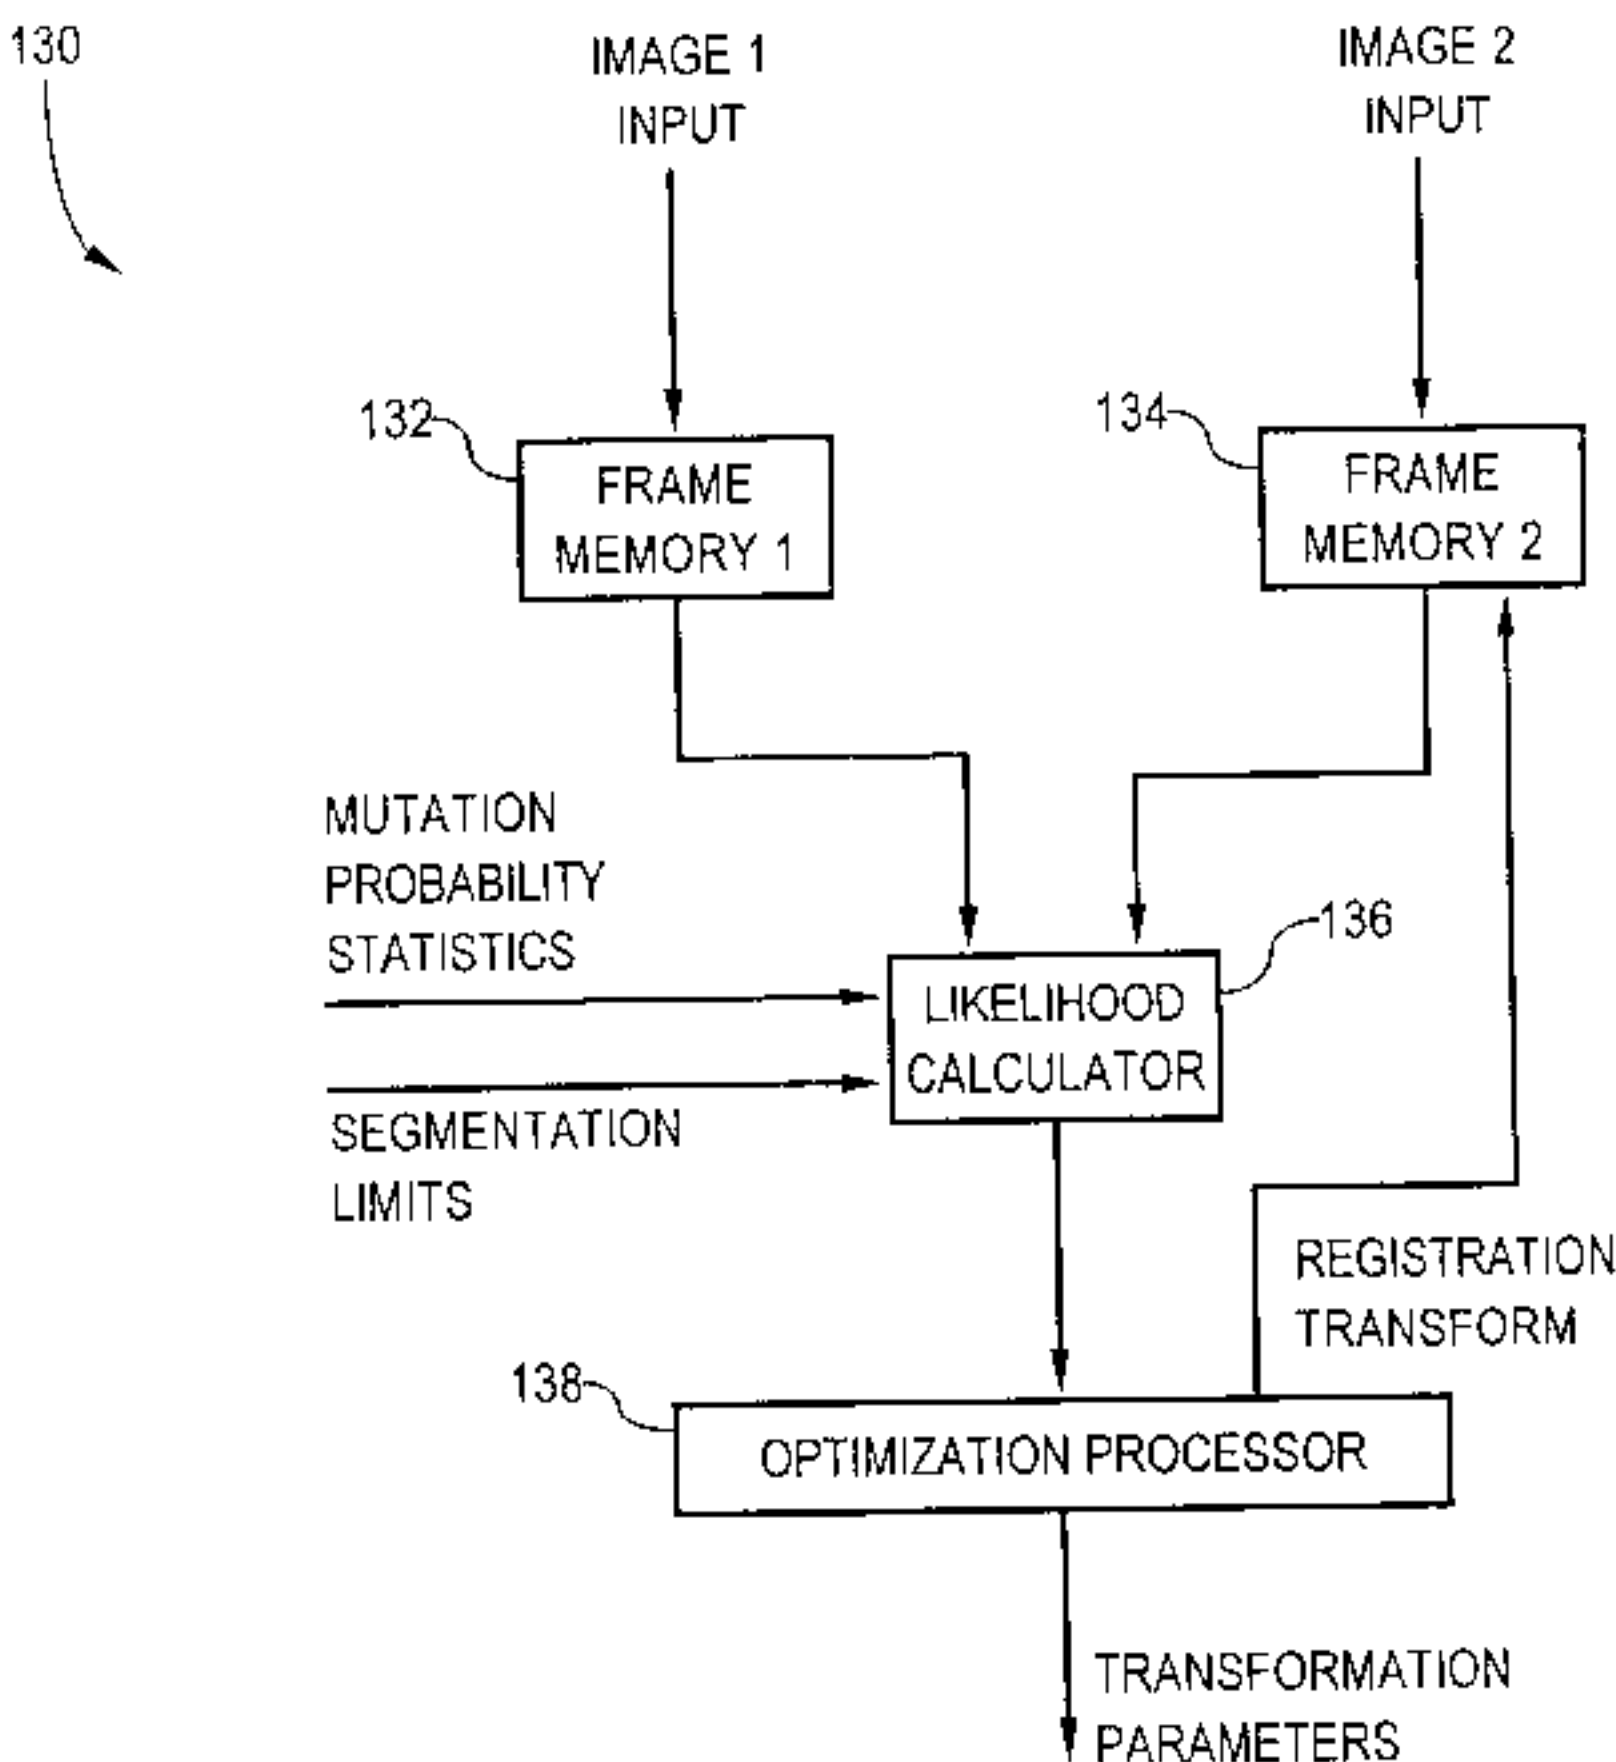 130
IMAGE 1
INPUT
IMAGE 2
INPUT
132
FRAME
MEMORY 1
134
FRAME
MEMORY 2
MUTATION
PROBABILITY
STATISTICS
136
LIKELIHOOD
CALCULATOR
SEGMENTATION
LIMITS
REGISTRATION
TRANSFORM
138
OPTIMIZATION PROCESSOR
TRANSFORMATION
PARAMETERS